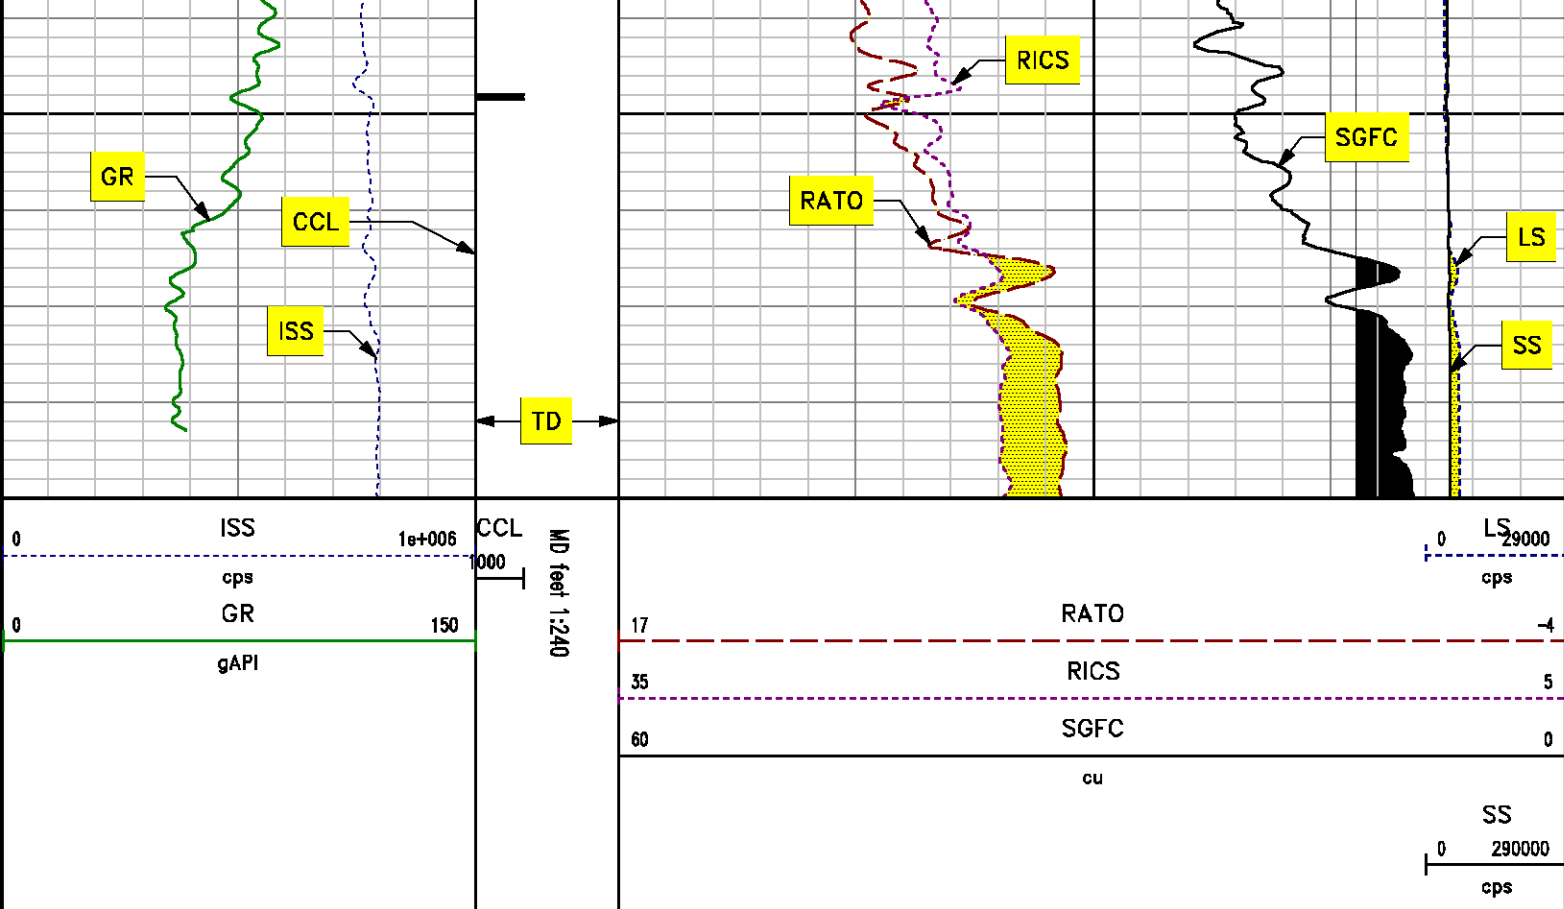 RICS
SGFC
GR
RATO
CCL
LS
ISS
SS
TD
ISS
0 1e+006
cps
GR
0 150
gAPI
CCL
1000
MD feet 1:240
LS
0 29000
cps
RATO
17 -4
RICS
35 5
SGFC
60 0
cu
SS
0 290000
cps